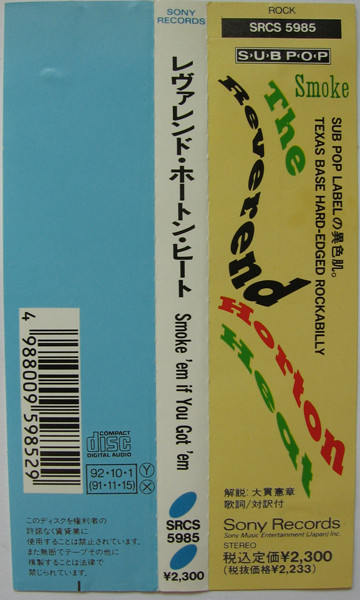 4 988009 598529
COMPACT
disc
DIGITAL AUDIO
92・10・1 Y
(91・11・15) X
このディスクを権利者の
許諾なく賃貸業に
使用することは禁じられています。
また無断でテープその他に
複製することは法律で
禁じられています。
SONY
RECORDS
レヴァレンド・ホートン・ヒート
Smoke 'em if You Got 'em
SRCS
5985
¥2,300
ROCK
SRCS 5985
SUB POP
Smoke
The
Reverend
Horton
Heat
SUB POP LABELの異色肌。
TEXAS BASE HARD-EDGED ROCKABILLY
解説：大貫憲章
歌詞/対訳付
Sony Records
Sony Music Entertainment (Japan) Inc.
STEREO
税込定価¥2,300
(税抜価格¥2,233)